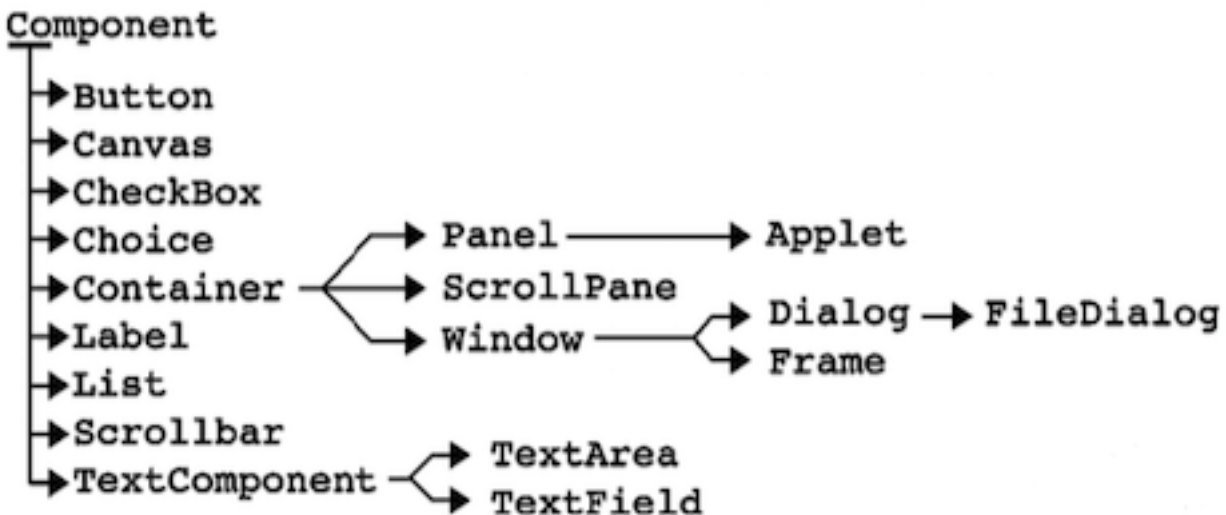 Component
Button
Canvas
CheckBox
Choice
Panel
Applet
Container
ScrollPane
Label
Window
Dialog
FileDialog
Frame
List
Scrollbar
TextComponent
TextArea
TextField